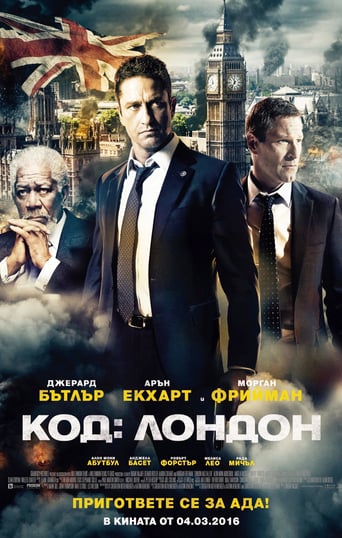 ДЖЕРАРД АРЪН МОРГАН
БЪТЛЪР ЕКХАРТ и ФРИЙМАН
КОД: ЛОНДОН
АЛОН МОНИ АНДЖЕЛА РОБЪРТ МЕЛИСА РАДА
АБУТБУЛ БАСЕТ ФОРСТЪР ЛЕО МИЧЪЛ
ПРИГОТВЕТЕ СЕ ЗА АДА!
В КИНАТА ОТ 04.03.2016